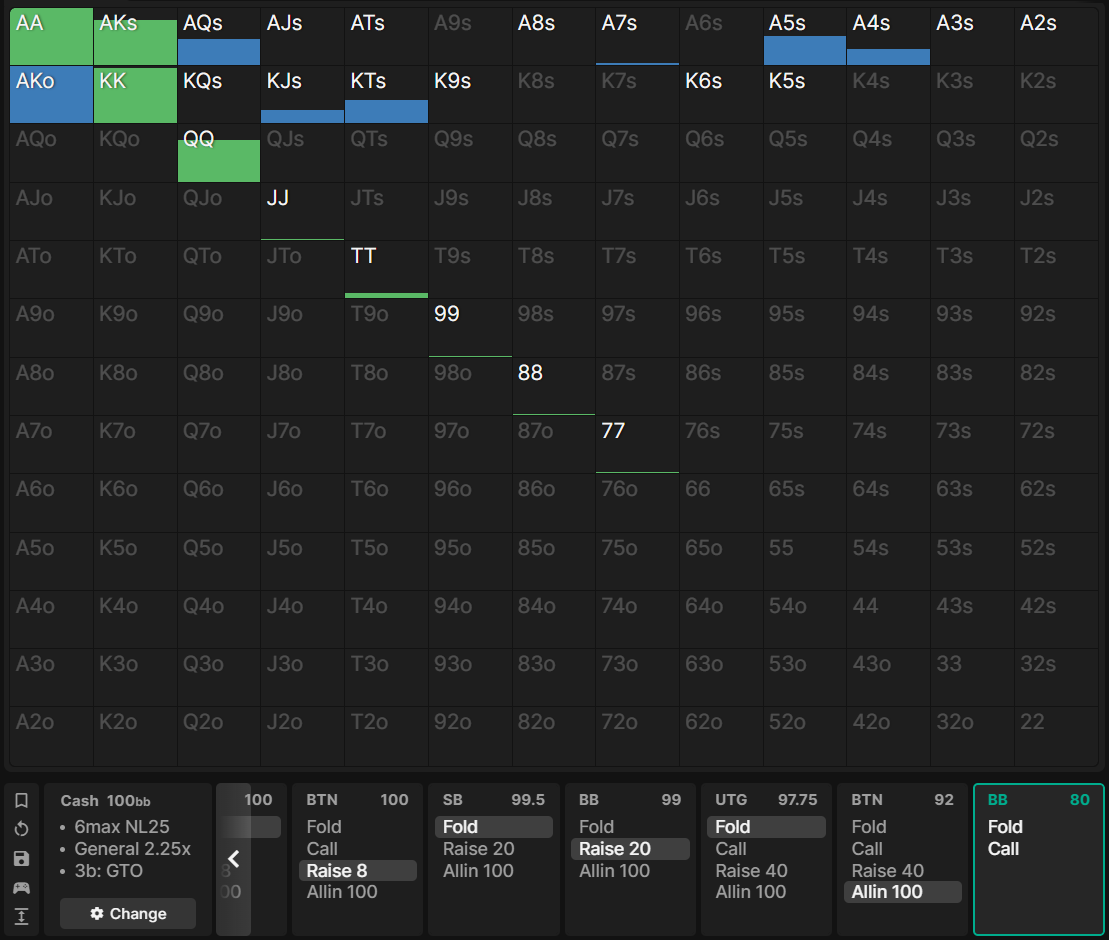 AA AKs AQs AJs ATs A9s A8s A7s A6s A5s A4s A3s A2s
AKo KK KQs KJs KTs K9s K8s K7s K6s K5s K4s K3s K2s
AQo KQo QQ QJs QTs Q9s Q8s Q7s Q6s Q5s Q4s Q3s Q2s
AJo KJo QJo JJ JTs J9s J8s J7s J6s J5s J4s J3s J2s
ATo KTo QTo JTo TT T9s T8s T7s T6s T5s T4s T3s T2s
A9o K9o Q9o J9o T9o 99 98s 97s 96s 95s 94s 93s 92s
A8o K8o Q8o J8o T8o 98o 88 87s 86s 85s 84s 83s 82s
A7o K7o Q7o J7o T7o 97o 87o 77 76s 75s 74s 73s 72s
A6o K6o Q6o J6o T6o 96o 86o 76o 66 65s 64s 63s 62s
A5o K5o Q5o J5o T5o 95o 85o 75o 65o 55 54s 53s 52s
A4o K4o Q4o J4o T4o 94o 84o 74o 64o 54o 44 43s 42s
A3o K3o Q3o J3o T3o 93o 83o 73o 63o 53o 43o 33 32s
A2o K2o Q2o J2o T2o 92o 82o 72o 62o 52o 42o 32o 22
Cash 100bb
• 6max NL25
• General 2.25x
• 3b: GTO
Change
100
8
00
BTN 100
Fold
Call
Raise 8
Allin 100
SB 99.5
Fold
Raise 20
Allin 100
BB 99
Fold
Raise 20
Allin 100
UTG 97.75
Fold
Call
Raise 40
Allin 100
BTN 92
Fold
Call
Raise 40
Allin 100
BB 80
Fold
Call